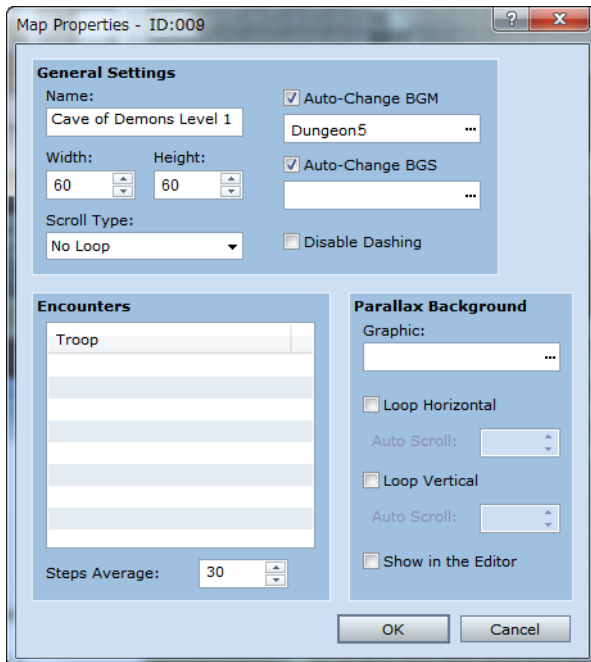 Map Properties - ID:009
General Settings
Name:
Cave of Demons Level 1
Width:
Height:
60
60
Scroll Type:
No Loop
Auto-Change BGM
Dungeon5
...
Auto-Change BGS
...
Disable Dashing
Encounters
Troop
Steps Average:
30
Parallax Background
Graphic:
...
Loop Horizontal
Auto Scroll:
Loop Vertical
Auto Scroll:
Show in the Editor
OK
Cancel